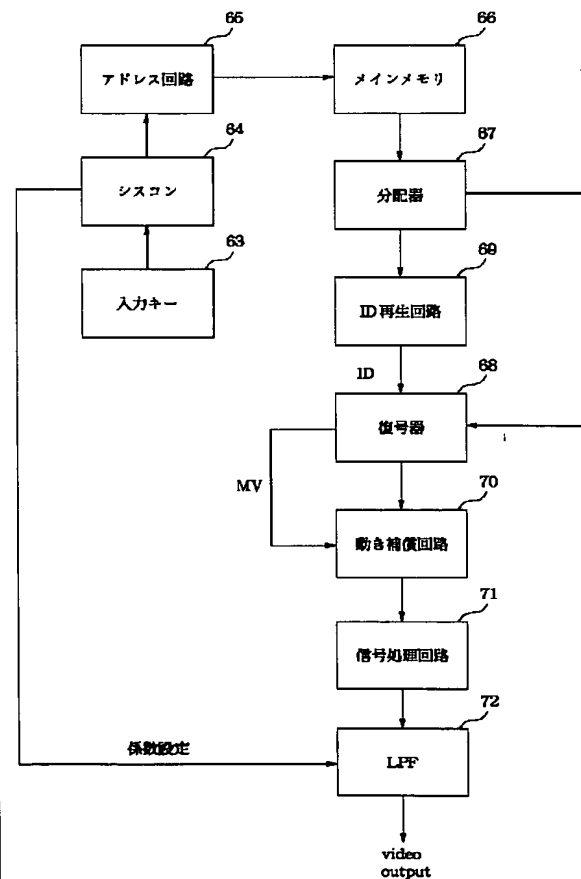 65
アドレス回路
66
メインメモリ
64
シスコン
67
分配器
63
入力キー
69
ID再生回路
ID
68
復号器
MV
70
動き補償回路
71
信号処理回路
72
係数設定
LPF
video
output